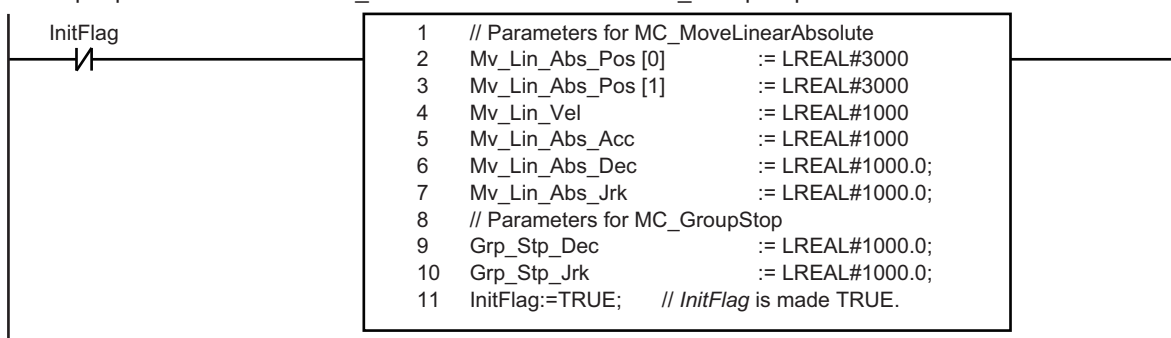 InitFlag
1 // Parameters for MC_MoveLinearAbsolute
2 Mv_Lin_Abs_Pos [0] := LREAL#3000
3 Mv_Lin_Abs_Pos [1] := LREAL#3000
4 Mv_Lin_Vel := LREAL#1000
5 Mv_Lin_Abs_Acc := LREAL#1000
6 Mv_Lin_Abs_Dec := LREAL#1000.0;
7 Mv_Lin_Abs_Jrk := LREAL#1000.0;
8 // Parameters for MC_GroupStop
9 Grp_Stp_Dec := LREAL#1000.0;
10 Grp_Stp_Jrk := LREAL#1000.0;
11 InitFlag:=TRUE; // InitFlag is made TRUE.